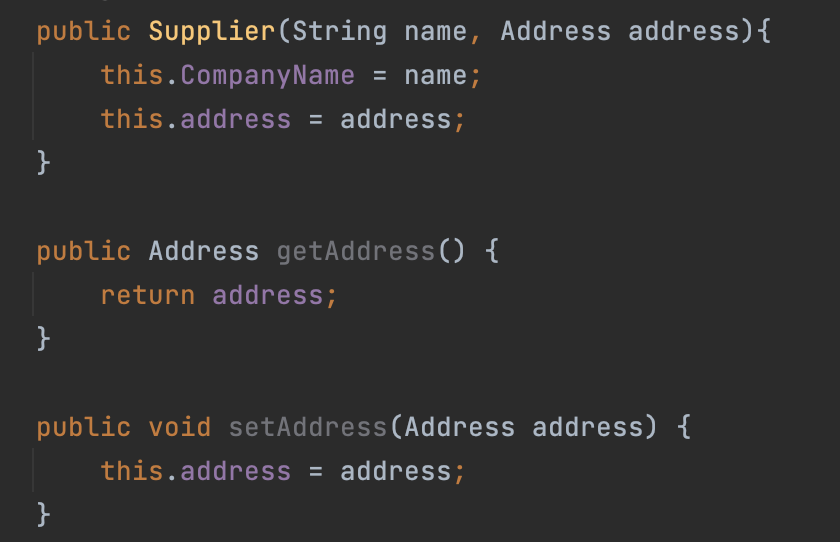 public Supplier(String name, Address address){
    this.CompanyName = name;
    this.address = address;
}
public Address getAddress() {
    return address;
}
public void setAddress(Address address) {
    this.address = address;
}